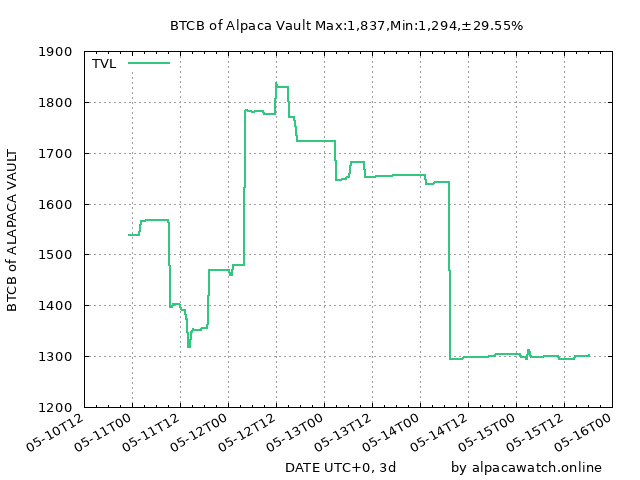 BTCB of Alpaca Vault Max:1,837,Min:1,294,±29.55%
TVL
BTCB of ALAPACA VAULT
1900
1800
1700
1600
1500
1400
1300
1200
05-10T12
05-11T00
05-11T12
05-12T00
05-12T12
05-13T00
05-13T12
05-14T00
05-14T12
05-15T00
05-15T12
05-16T00
DATE UTC+0, 3d
by alpacawatch.online